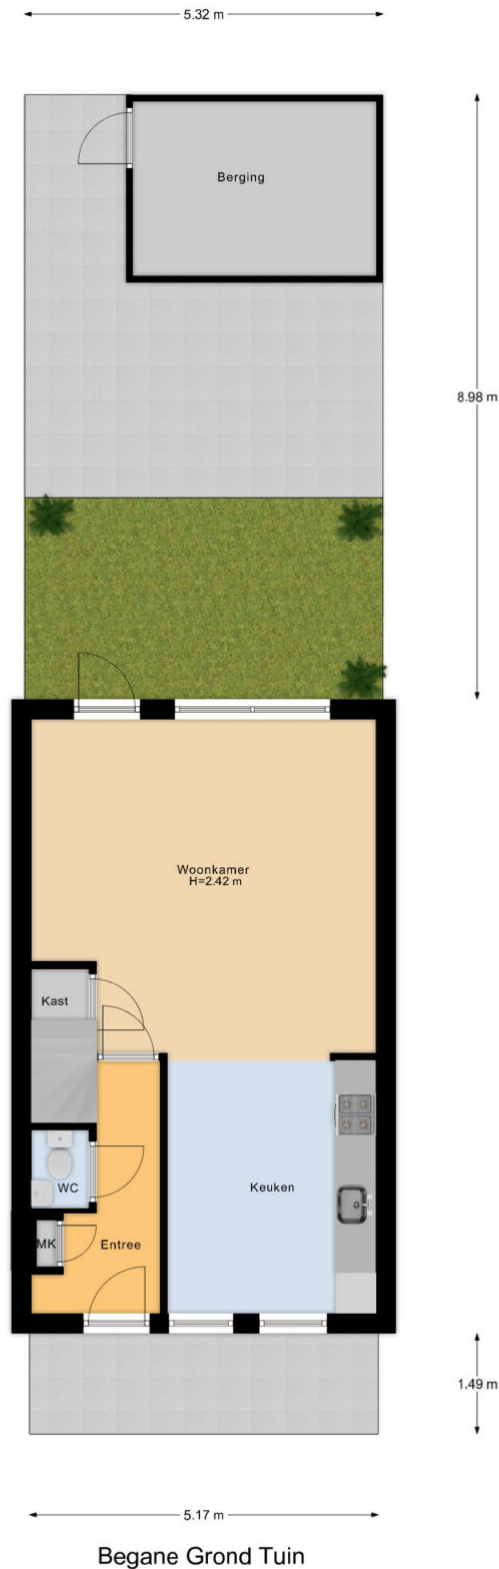 5.32 m
Berging
8.98 m
Woonkamer
H=2.42 m
Kast
Keuken
WC
MK
Entree
1.49 m
5.17 m
Begane Grond Tuin